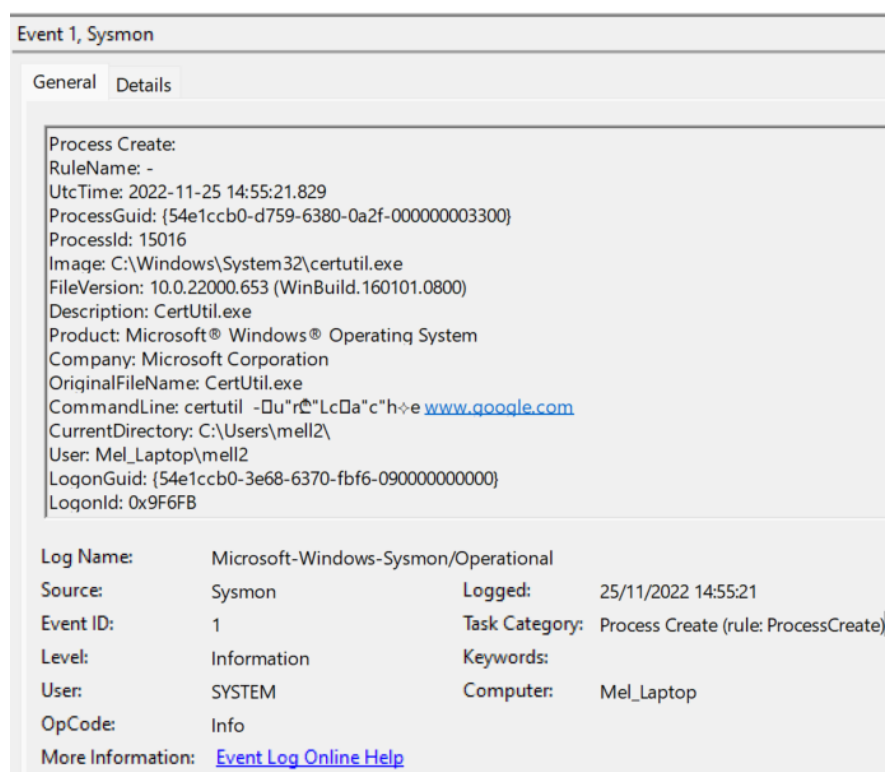 Event 1, Sysmon
General Details
Process Create:
RuleName: -
UtcTime: 2022-11-25 14:55:21.829
ProcessGuid: {54e1ccb0-d759-6380-0a2f-000000003300}
ProcessId: 15016
Image: C:\Windows\System32\certutil.exe
FileVersion: 10.0.22000.653 (WinBuild.160101.0800)
Description: CertUtil.exe
Product: Microsoft® Windows® Operating System
Company: Microsoft Corporation
OriginalFileName: CertUtil.exe
CommandLine: certutil www.google.com
CurrentDirectory: C:\Users\mell2\
User: Mel_Laptop\mell2
LogonGuid: {54e1ccb0-3e68-6370-fbf6-090000000000}
LogonId: 0x9F6FB
Log Name: Microsoft-Windows-Sysmon/Operational
Source: Sysmon Logged: 25/11/2022 14:55:21
Event ID: 1 Task Category: Process Create (rule: ProcessCreate)
Level: Information Keywords:
User: SYSTEM Computer: Mel_Laptop
OpCode: Info
More Information: Event Log Online Help